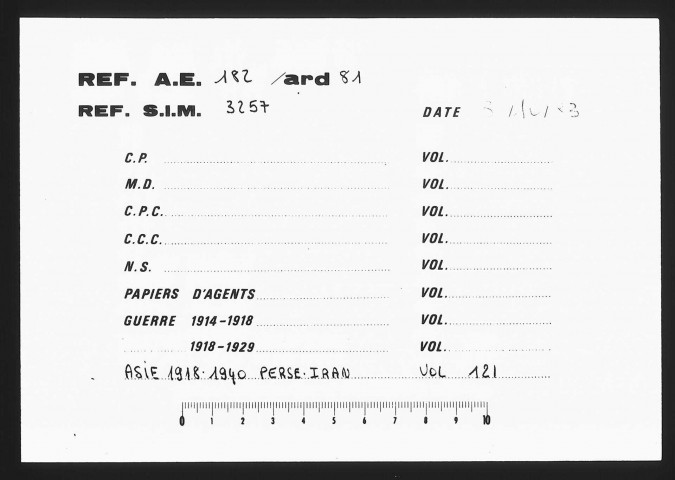 REF. A.E. 182 /ard 81
REF. S.I.M. 3257 DATE
C.P. VOL.
M.D. VOL.
C.P.C. VOL.
C.C.C. VOL.
N.S. VOL.
PAPIERS D'AGENTS VOL.
GUERRE 1914-1918 VOL.
1918-1929 VOL.
ASIE 1918-1940 PERSE-IRAN VOL 121
0 1 2 3 4 5 6 7 8 9 10